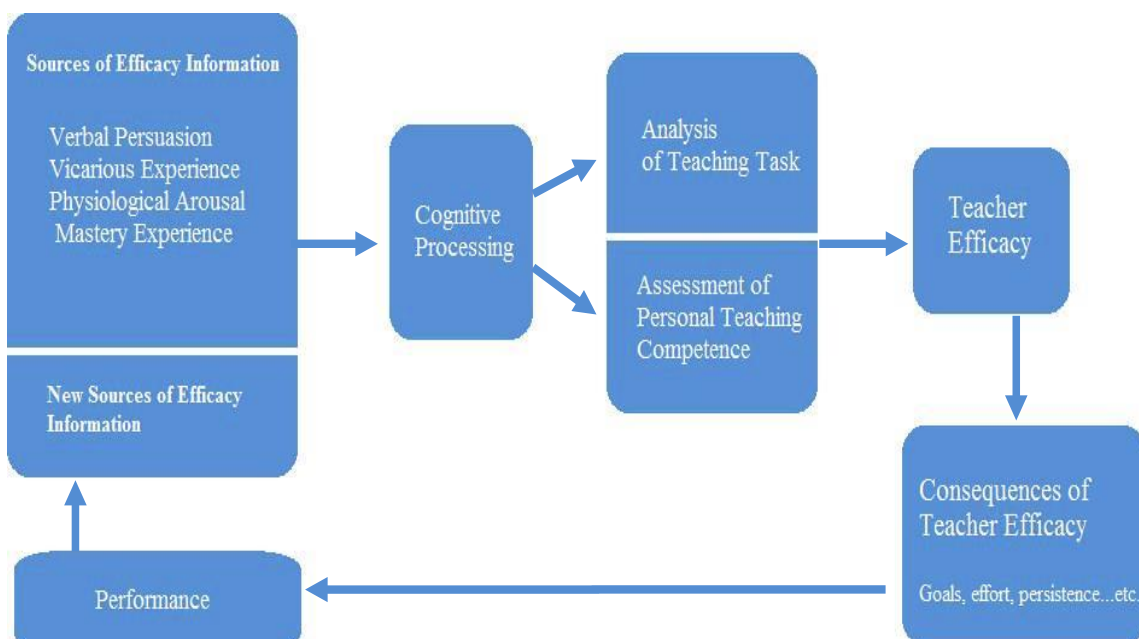 Sources of Efficacy Information
Verbal Persuasion
Vicarious Experience
Physiological Arousal
Mastery Experience
New Sources of Efficacy
Information
Cognitive
Processing
Analysis
of Teaching Task
Assessment of
Personal Teaching
Competence
Teacher
Efficacy
Consequences of
Teacher Efficacy
Goals, effort, persistence...etc.
Performance